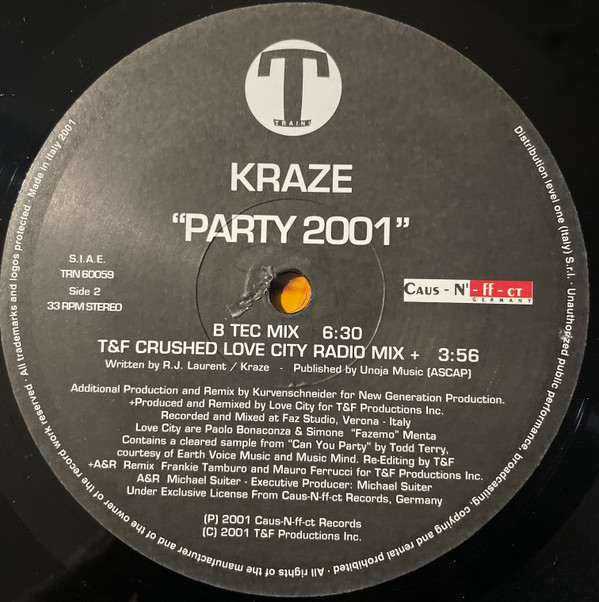 T
TRAIN!
KRAZE
“PARTY 2001”
S.I.A.E.
TRN 60059
Side 2
33 RPM STEREO
CAUS - N' - ff - CT
GERMANY
B TEC MIX 6:30
T&F CRUSHED LOVE CITY RADIO MIX + 3:56
Written by R.J. Laurent / Kraze - Published by Unoja Music (ASCAP)
Additional Production and Remix by Kurvenschneider for New Generation Production.
+Produced and Remixed by Love City for T&F Productions Inc.
Recorded and Mixed at Faz Studio, Verona - Italy
Love City are Paolo Bonaconza & Simone "Fazemo" Menta
Contains a cleared sample from "Can You Party" by Todd Terry,
courtesy of Earth Voice Music and Music Mind. Re-Editing by T&F
+A&R Remix Frankie Tamburo and Mauro Ferrucci for T&F Productions Inc.
A&R Michael Suiter - Executive Producer: Michael Suiter
Under Exclusive License From Caus-N-ff-ct Records, Germany
(P) 2001 Caus-N-ff-ct Records
(C) 2001 T&F Productions Inc.
Distribution level one (Italy) S.r.l. · Unauthorized public performance, broadcasting, copying and rental prohibited · All rights of the manufacturer and of the owner of the record work reserved · All trademarks and logos protected · Made in Italy 2001